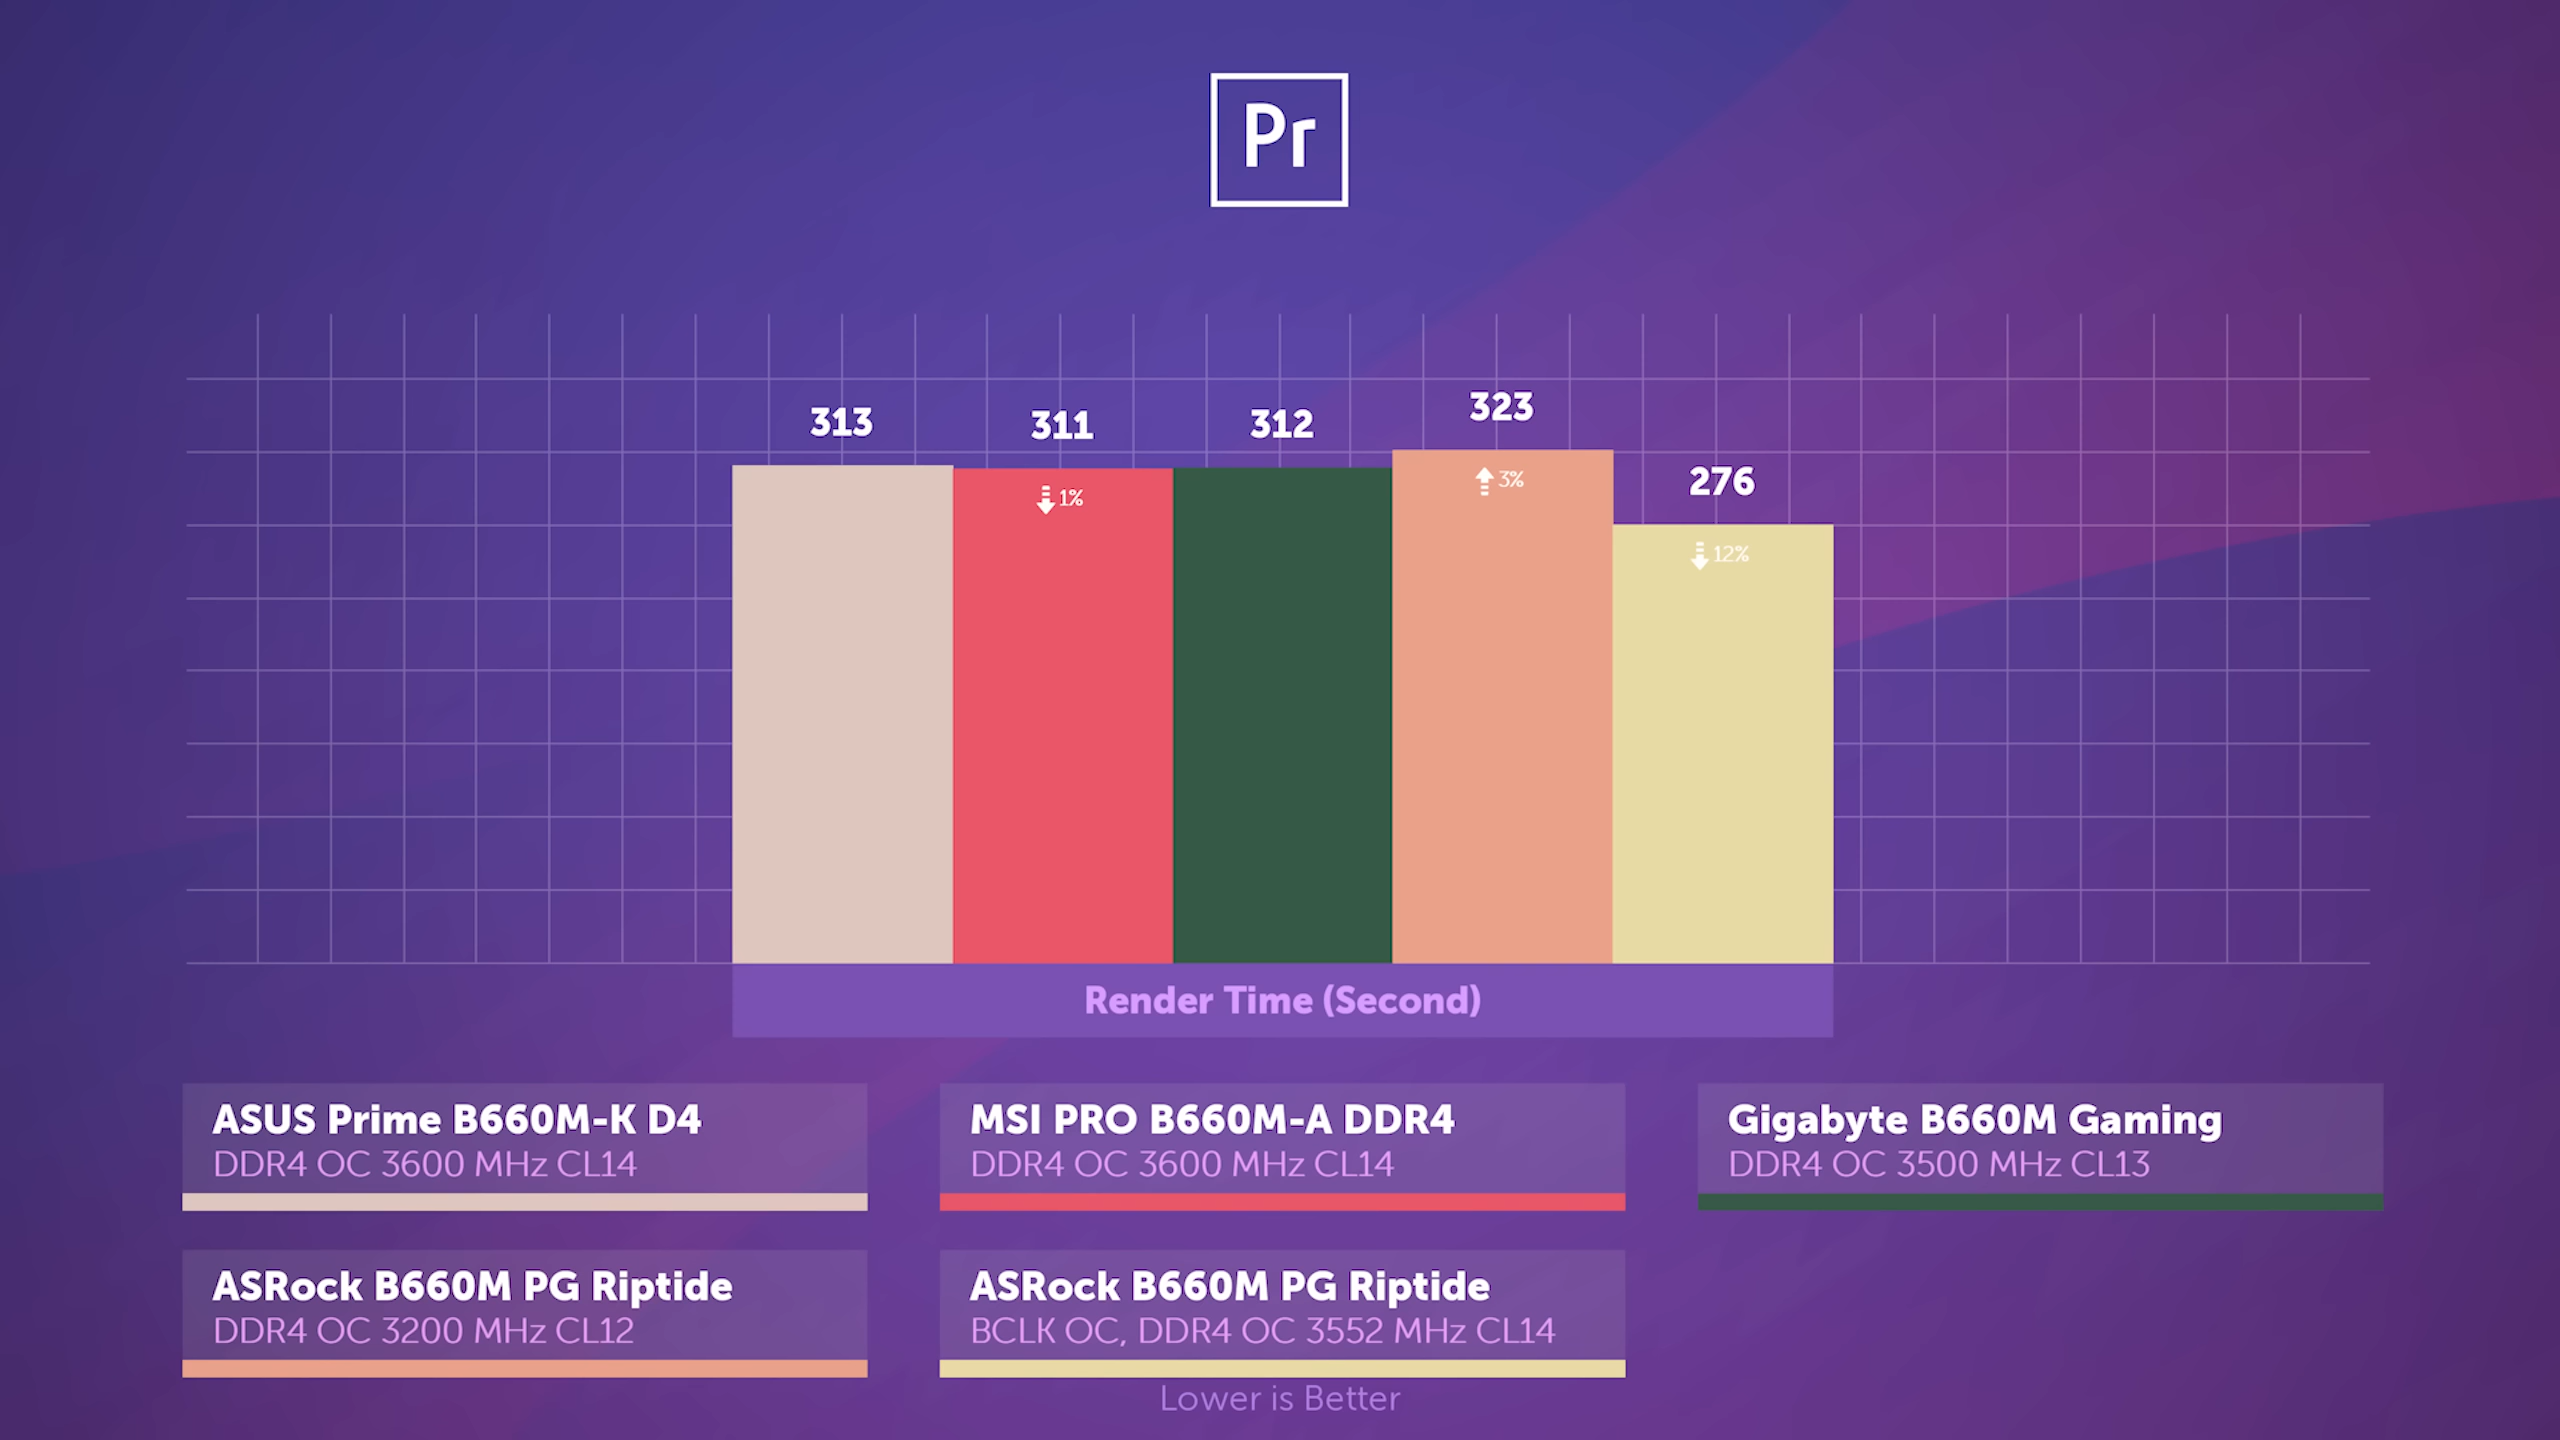 Pr
313
311
312
323
276
1%
3%
12%
Render Time (Second)
ASUS Prime B660M-K D4
DDR4 OC 3600 MHz CL14
MSI PRO B660M-A DDR4
DDR4 OC 3600 MHz CL14
Gigabyte B660M Gaming
DDR4 OC 3500 MHz CL13
ASRock B660M PG Riptide
DDR4 OC 3200 MHz CL12
ASRock B660M PG Riptide
BCLK OC, DDR4 OC 3552 MHz CL14
Lower is Better